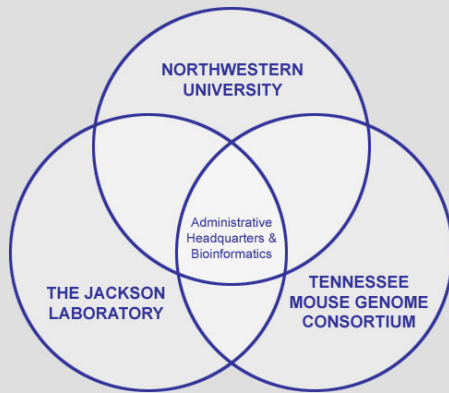 NORTHWESTERN
UNIVERSITY
Administrative
Headquarters &
Bioinformatics
THE JACKSON
LABORATORY
TENNESSEE
MOUSE GENOME
CONSORTIUM